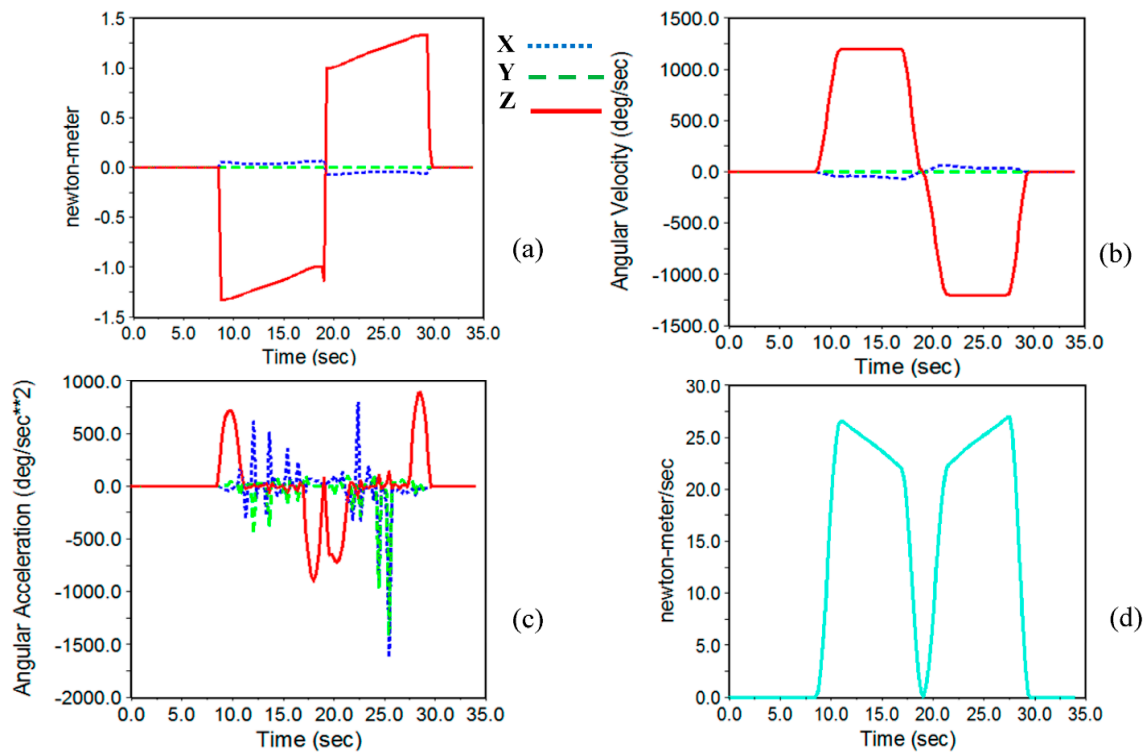 1.5
1.0
0.5
0.0
-0.5
-1.0
-1.5
newton-meter
0.0 5.0 10.0 15.0 20.0 25.0 30.0 35.0
Time (sec)
(a)
X
Y
Z
1500.0
1000.0
500.0
0.0
-500.0
-1000.0
-1500.0
Angular Velocity (deg/sec)
0.0 5.0 10.0 15.0 20.0 25.0 30.0 35.0
Time (sec)
(b)
1000.0
500.0
0.0
-500.0
-1000.0
-1500.0
-2000.0
Angular Acceleration (deg/sec**2)
0.0 5.0 10.0 15.0 20.0 25.0 30.0 35.0
Time (sec)
(c)
30.0
25.0
20.0
15.0
10.0
5.0
0.0
newton-meter/sec
0.0 5.0 10.0 15.0 20.0 25.0 30.0 35.0
Time (sec)
(d)